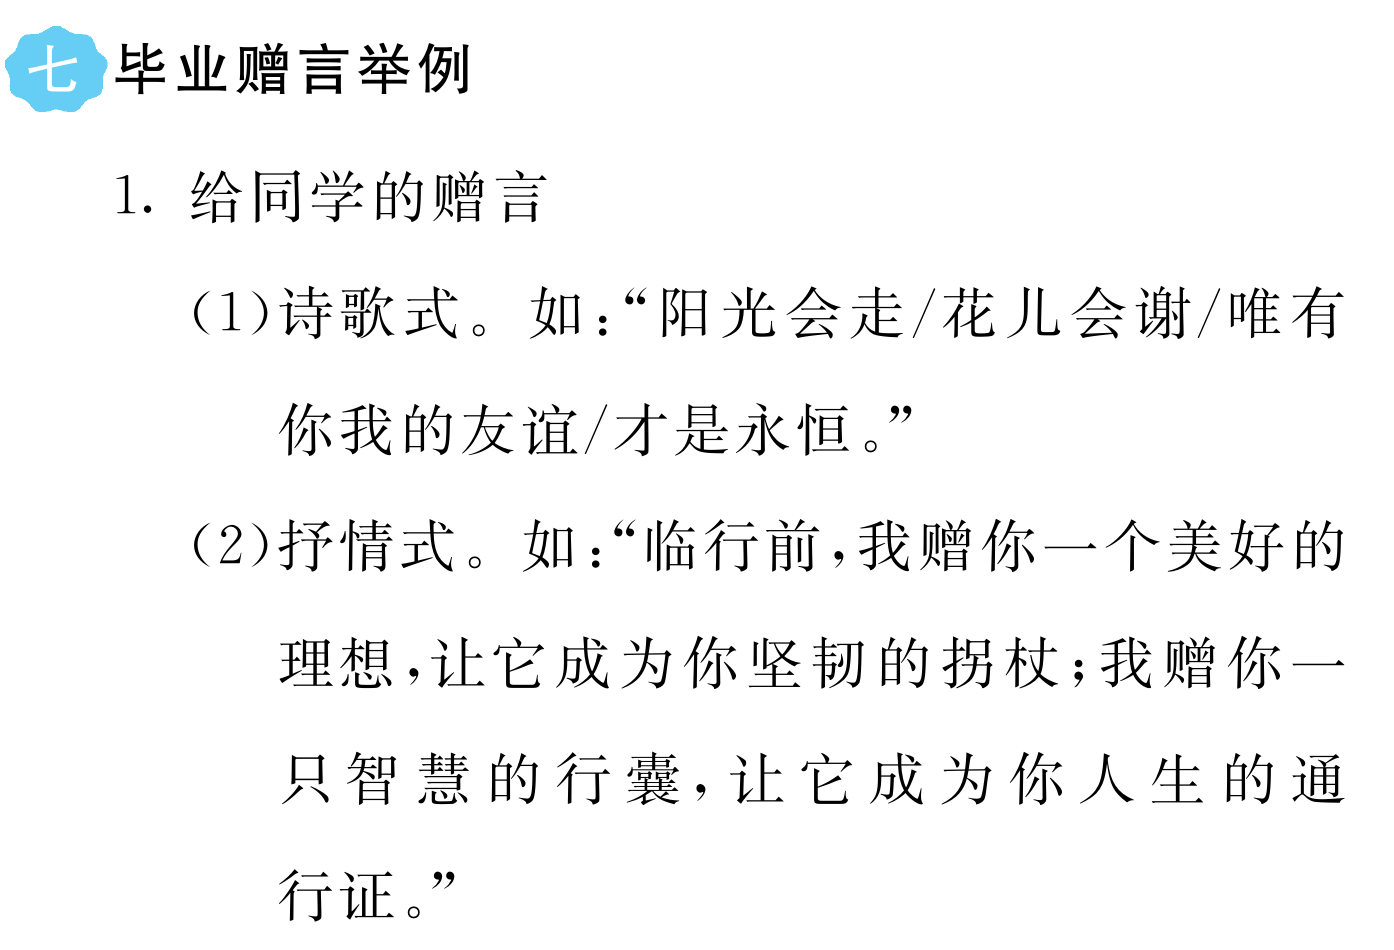 七 毕业赠言举例
1. 给同学的赠言
(1)诗歌式。如:“阳光会走/花儿会谢/唯有
你我的友谊/才是永恒。”
(2)抒情式。如:“临行前,我赠你一个美好的
理想,让它成为你坚韧的拐杖;我赠你一
只智慧的行囊,让它成为你人生的通
行证。”